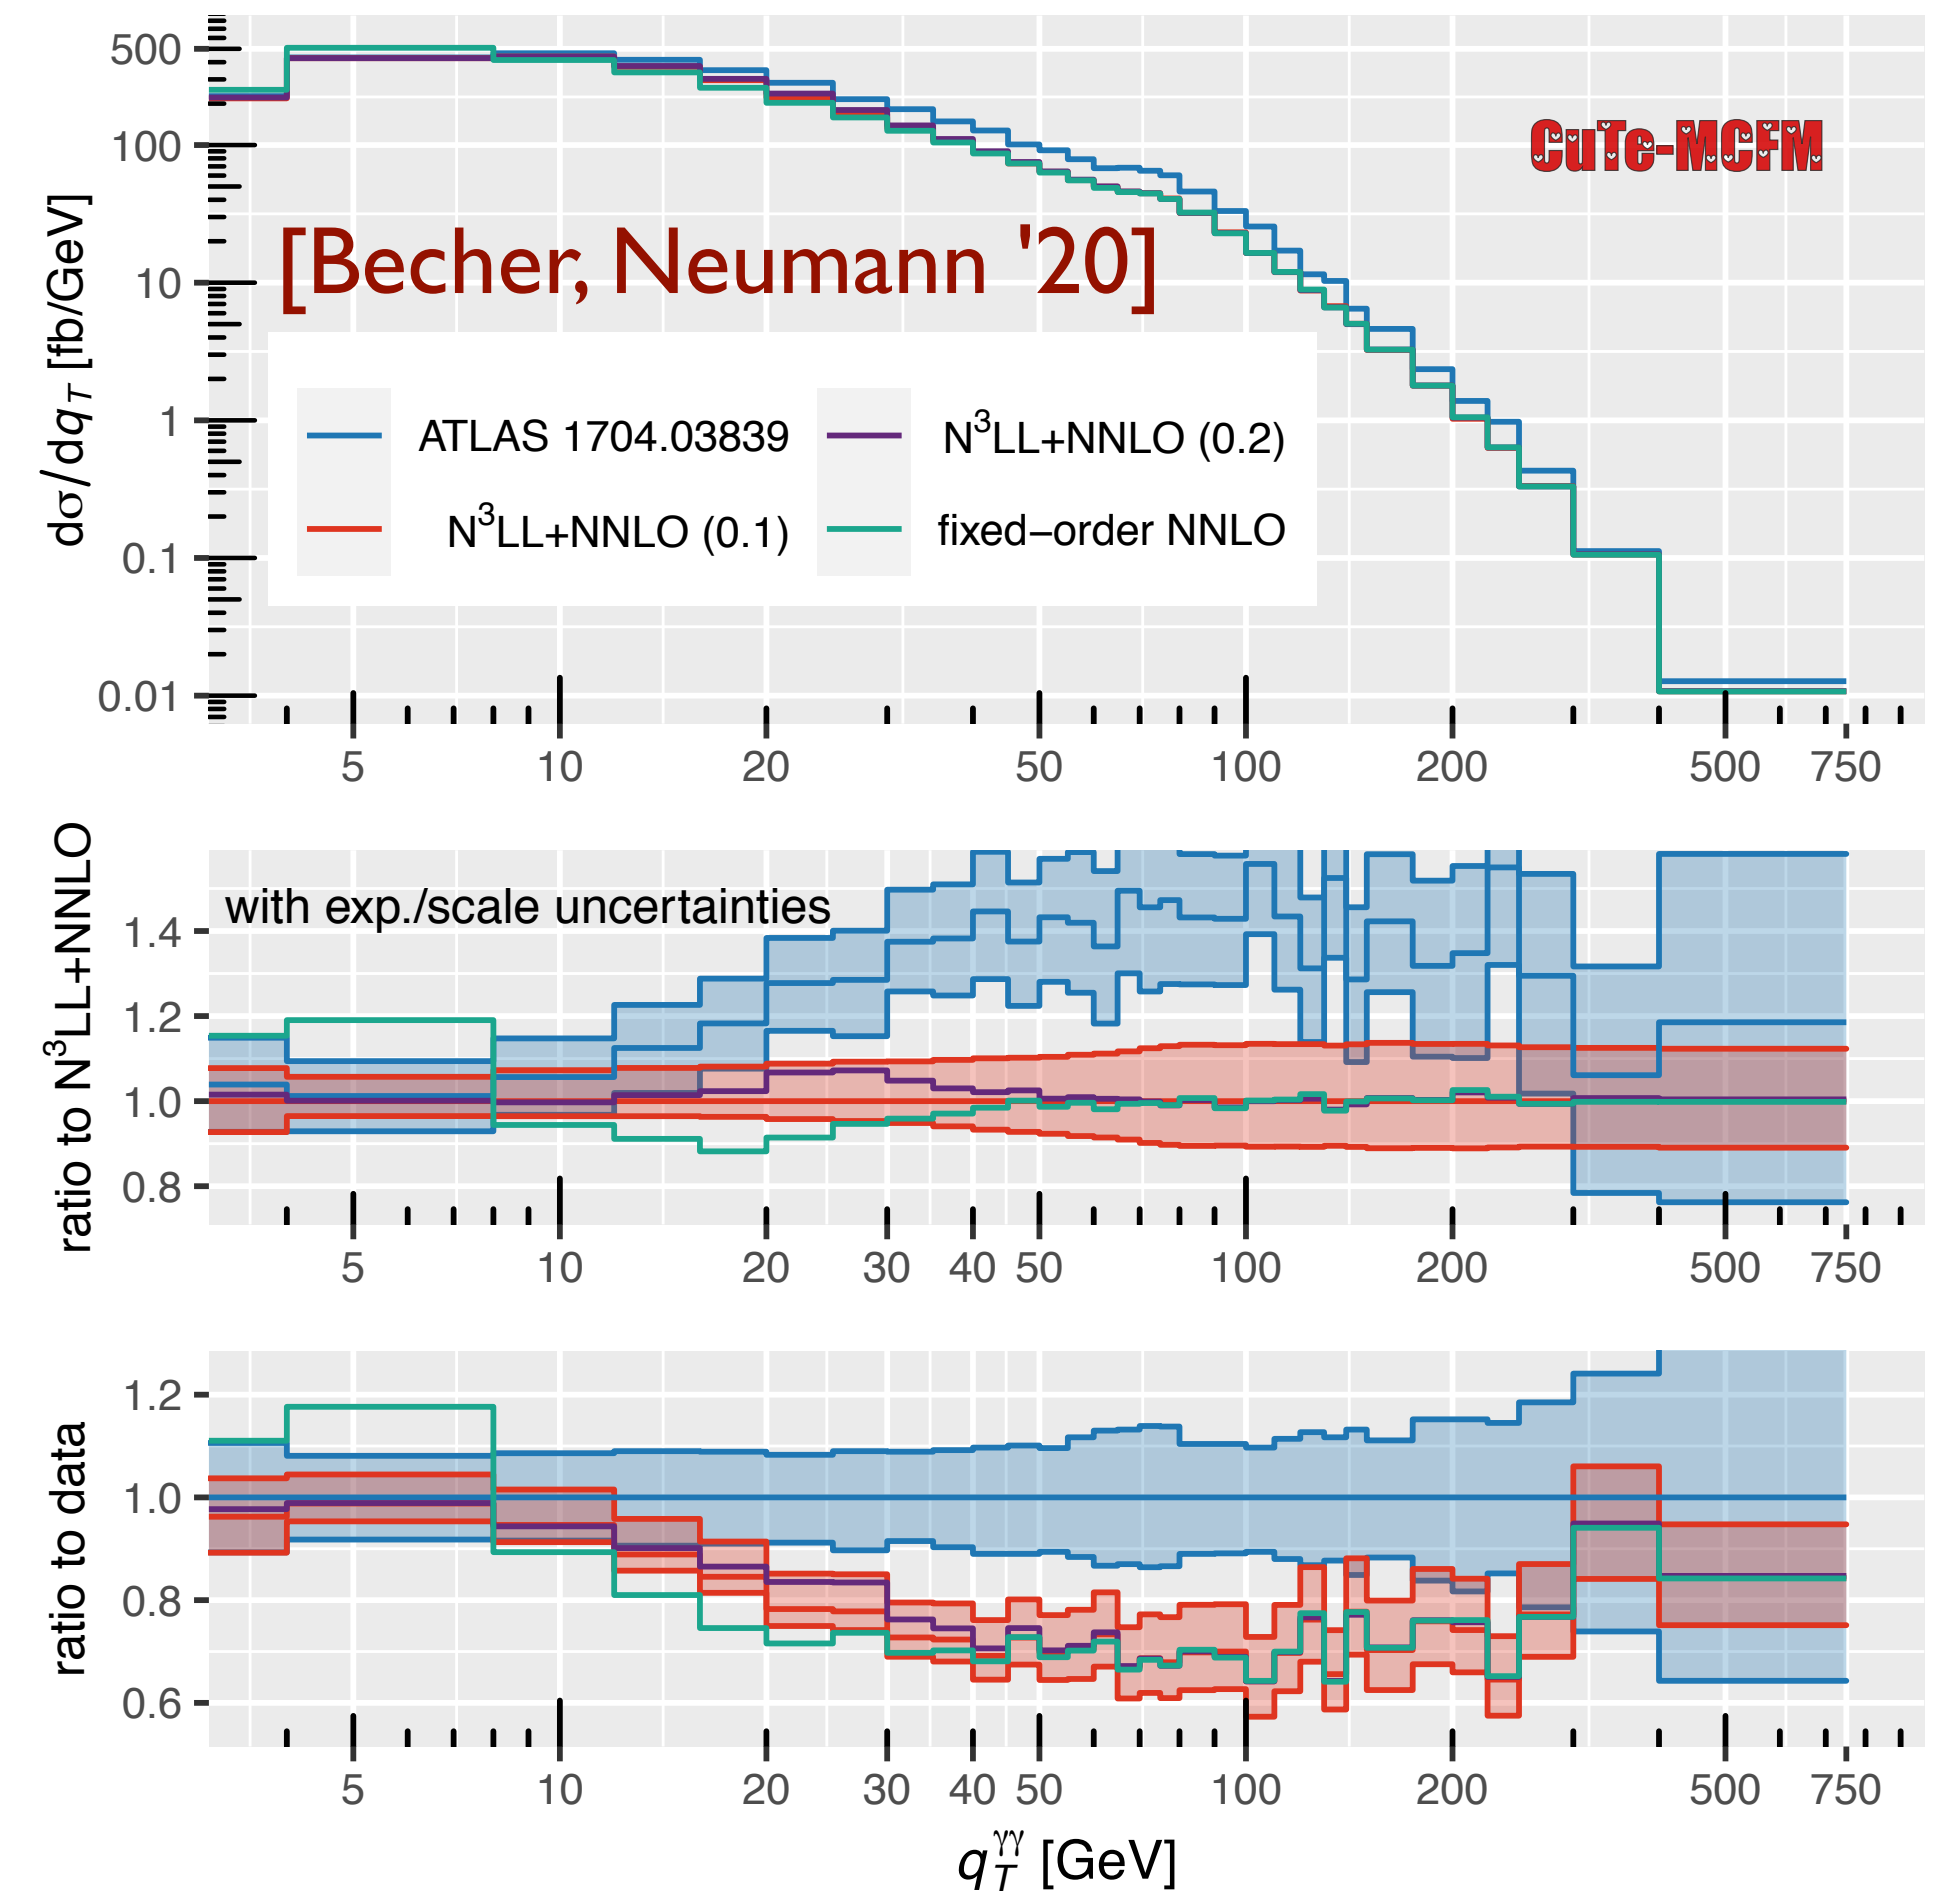 500
100
10
1
0.1
0.01
dσ/dq_T [fb/GeV]
CuTe-MCFM
[Becher, Neumann '20]
ATLAS 1704.03839
N³LL+NNLO (0.2)
N³LL+NNLO (0.1)
fixed−order NNLO
5 10 20 50 100 200 500 750
ratio to N³LL+NNLO
with exp./scale uncertainties
1.4
1.2
1.0
0.8
5 10 20 30 40 50 100 200 500 750
ratio to data
1.2
1.0
0.8
0.6
5 10 20 30 40 50 100 200 500 750
q_T^γγ [GeV]